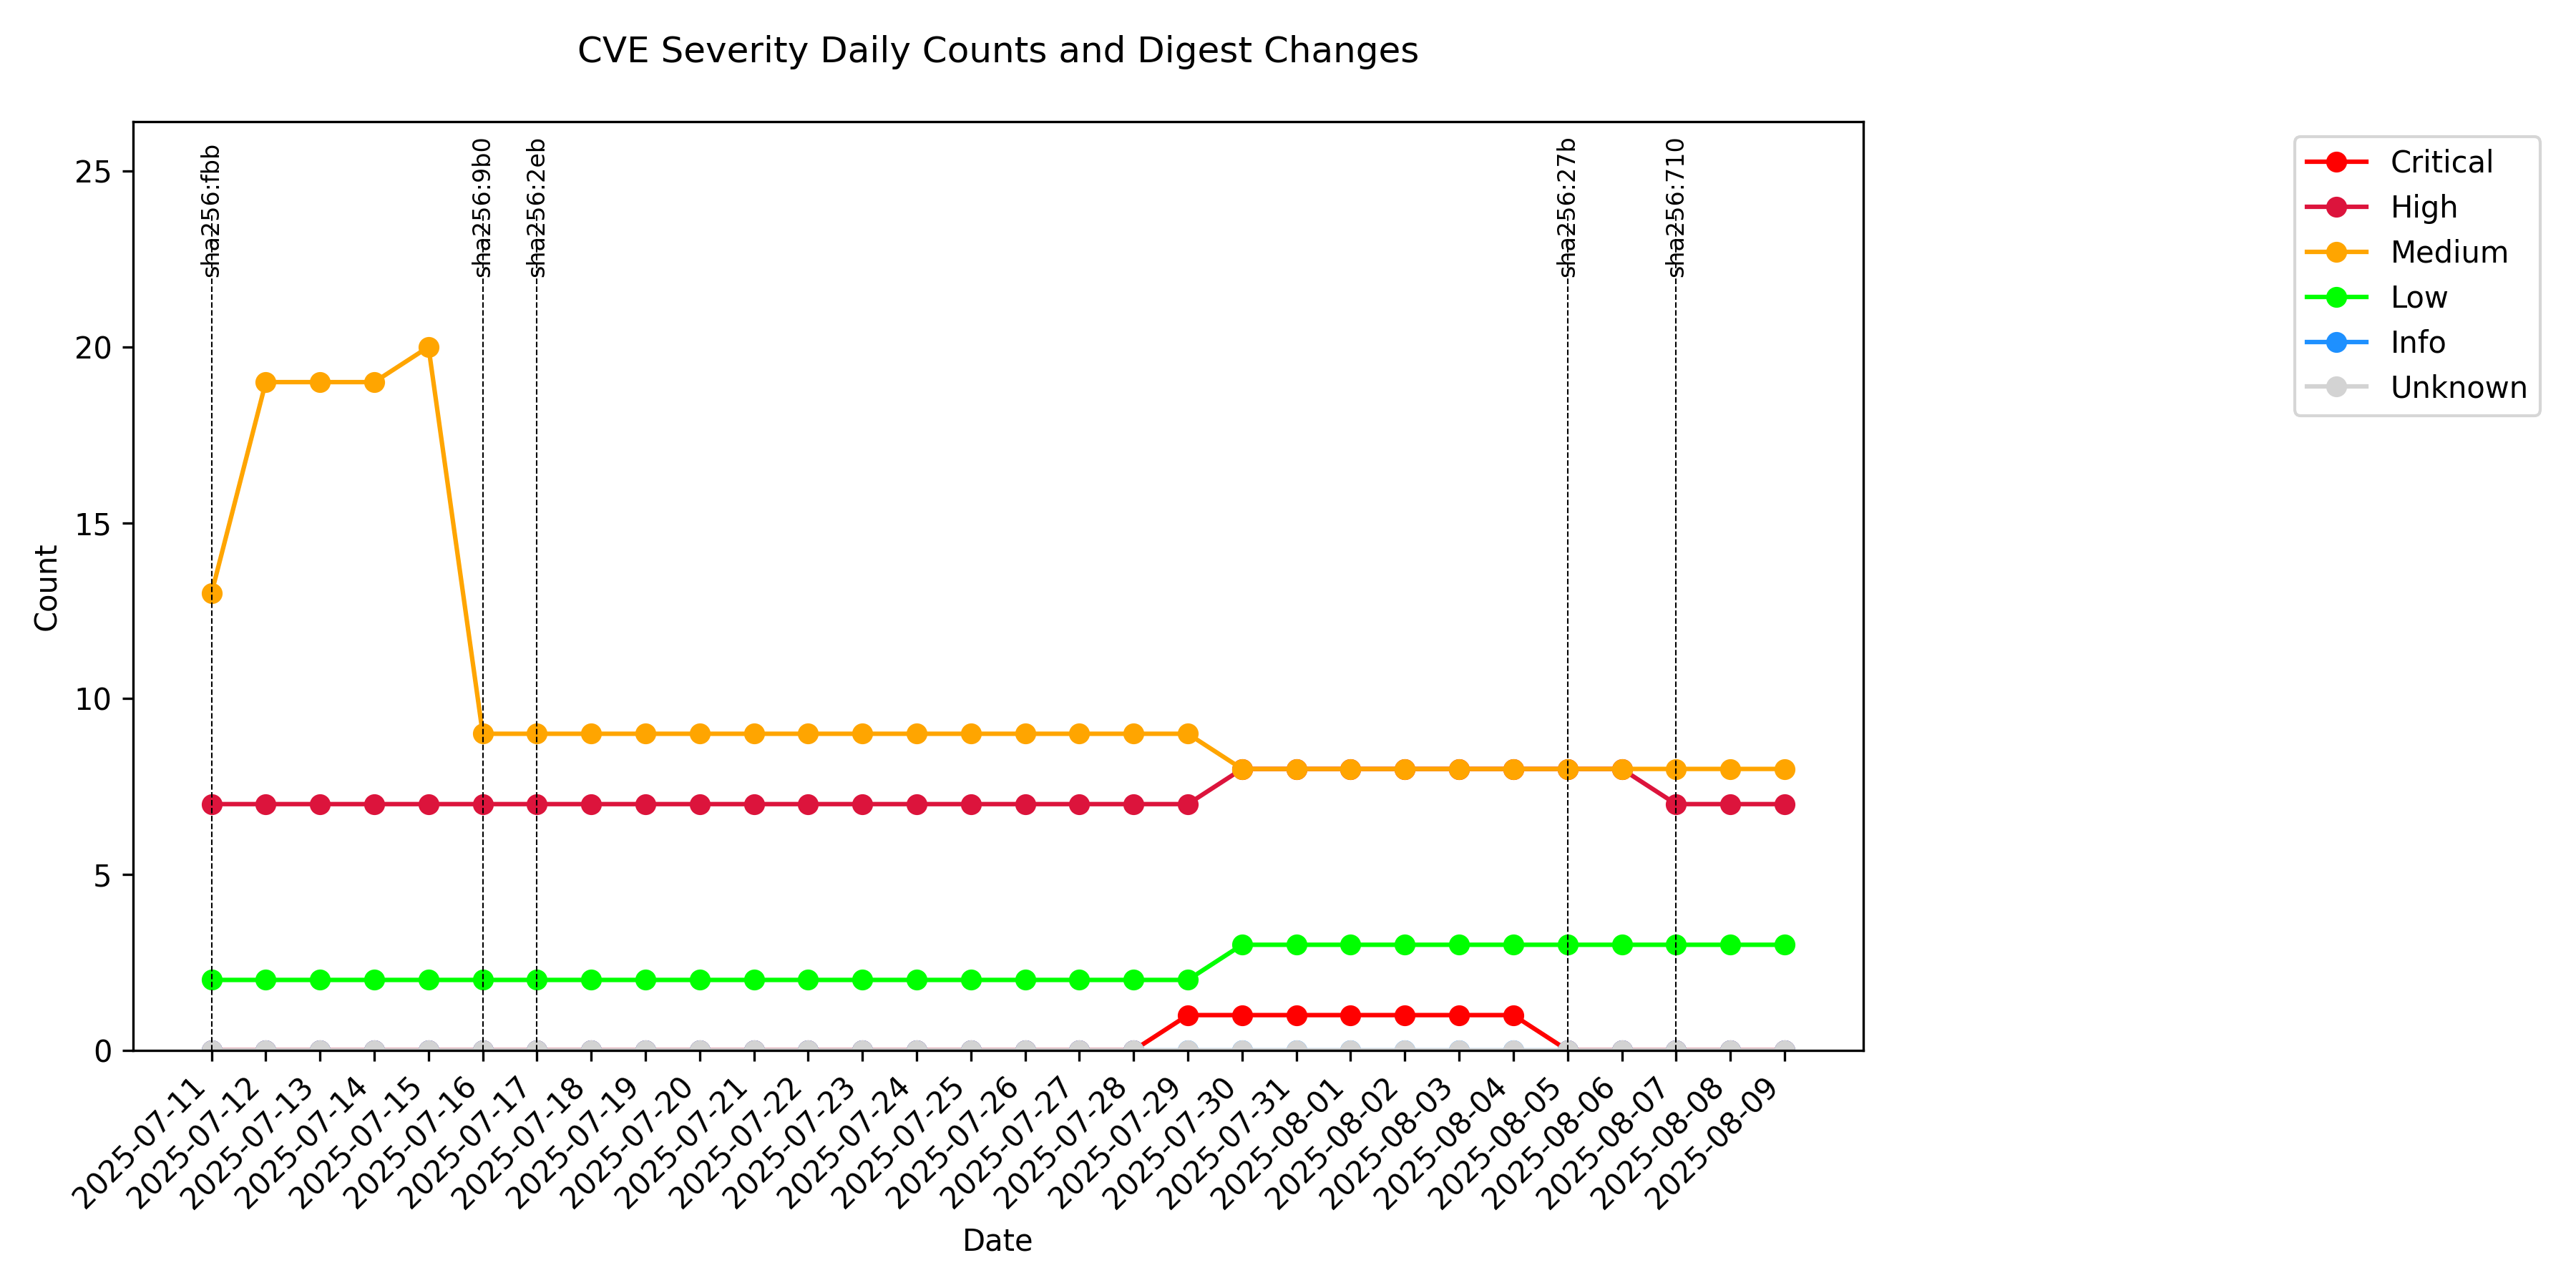 CVE Severity Daily Counts and Digest Changes
sha256:fbb
sha256:9b0
sha256:2eb
sha256:27b
sha256:710
Critical
High
Medium
Low
Info
Unknown
25
20
15
10
5
0
Count
2025-07-11
2025-07-12
2025-07-13
2025-07-14
2025-07-15
2025-07-16
2025-07-17
2025-07-18
2025-07-19
2025-07-20
2025-07-21
2025-07-22
2025-07-23
2025-07-24
2025-07-25
2025-07-26
2025-07-27
2025-07-28
2025-07-29
2025-07-30
2025-07-31
2025-08-01
2025-08-02
2025-08-03
2025-08-04
2025-08-05
2025-08-06
2025-08-07
2025-08-08
2025-08-09
Date